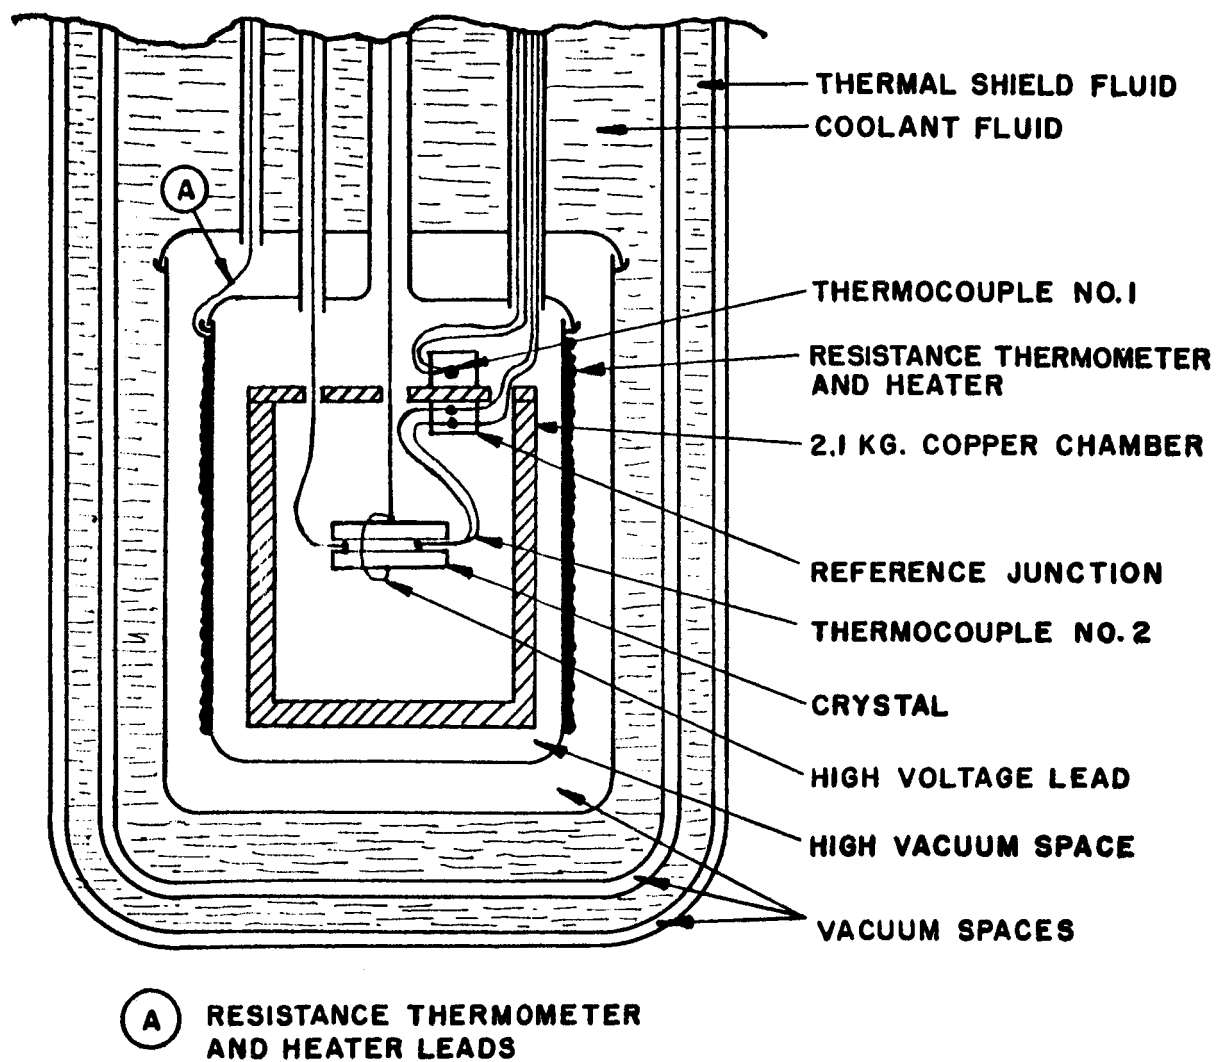 THERMAL SHIELD FLUID
COOLANT FLUID
A
THERMOCOUPLE NO.1
RESISTANCE THERMOMETER
AND HEATER
2.1 KG. COPPER CHAMBER
REFERENCE JUNCTION
THERMOCOUPLE NO.2
CRYSTAL
HIGH VOLTAGE LEAD
HIGH VACUUM SPACE
VACUUM SPACES
A RESISTANCE THERMOMETER
AND HEATER LEADS